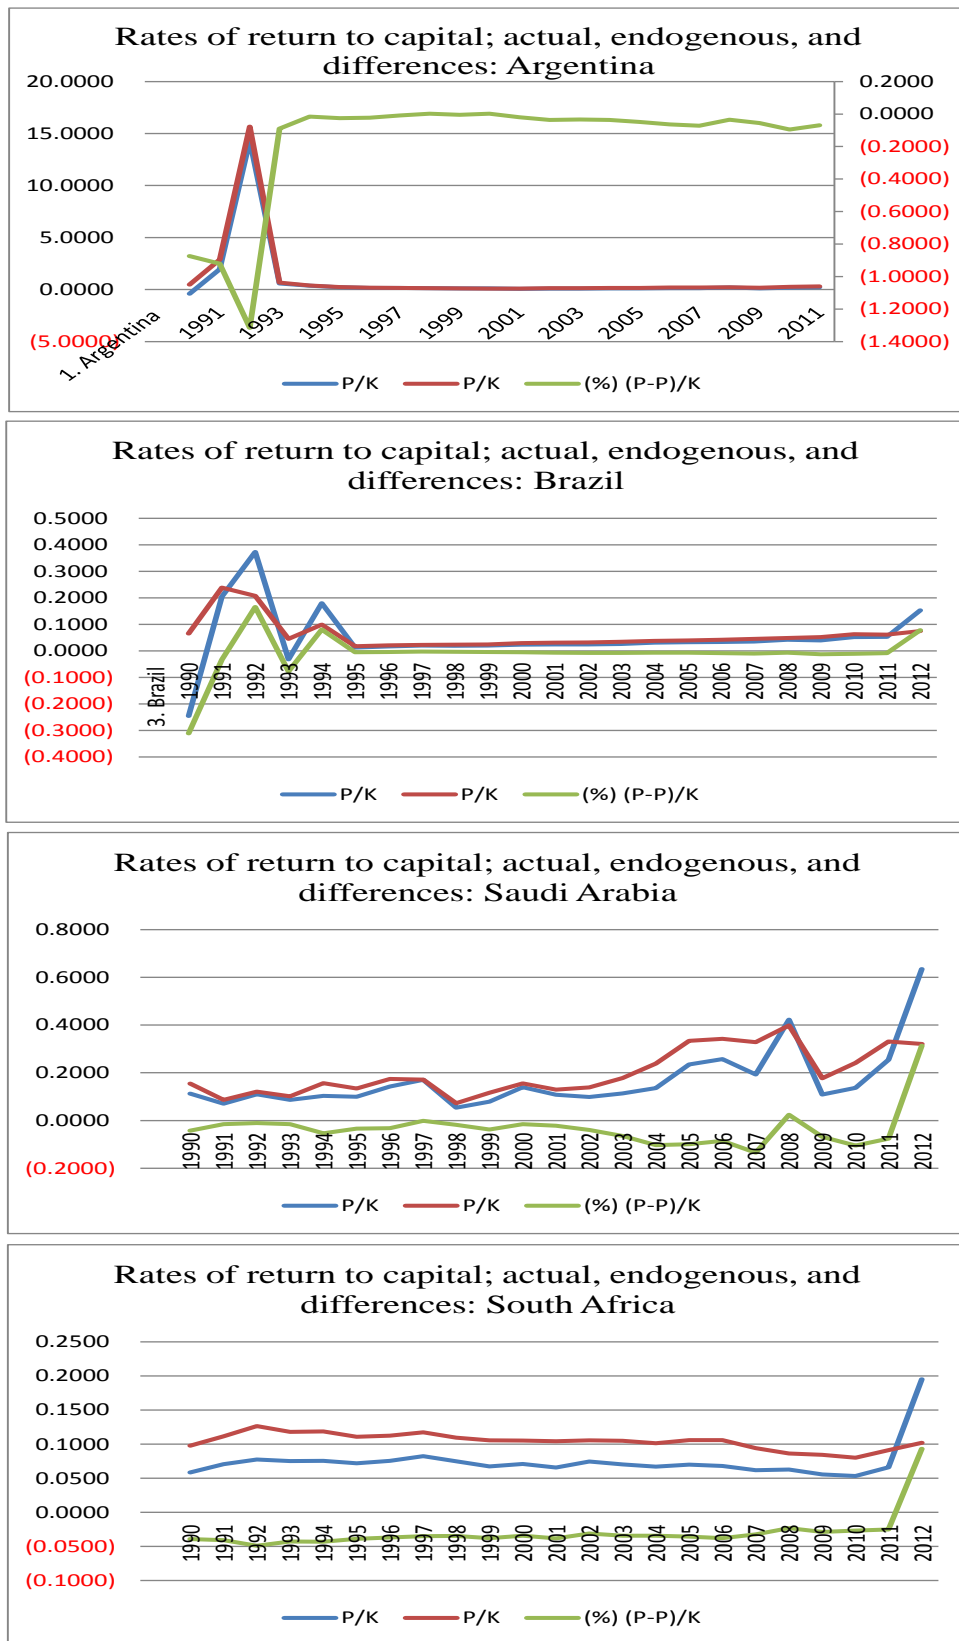 Rates of return to capital; actual, endogenous, and
differences: Argentina
20.0000
15.0000
10.0000
5.0000
0.0000
(5.0000)
0.2000
0.0000
(0.2000)
(0.4000)
(0.6000)
(0.8000)
(1.0000)
(1.2000)
(1.4000)
1. Argentina 1991 1993 1995 1997 1999 2001 2003 2005 2007 2009 2011
P/K P/K (%) (P-P)/K
Rates of return to capital; actual, endogenous, and
differences: Brazil
0.5000
0.4000
0.3000
0.2000
0.1000
0.0000
(0.1000)
(0.2000)
(0.3000)
(0.4000)
3. Brazil 1990 1991 1992 1993 1994 1995 1996 1997 1998 1999 2000 2001 2002 2003 2004 2005 2006 2007 2008 2009 2010 2011 2012
P/K P/K (%) (P-P)/K
Rates of return to capital; actual, endogenous, and
differences: Saudi Arabia
0.8000
0.6000
0.4000
0.2000
0.0000
(0.2000)
1990 1991 1992 1993 1994 1995 1996 1997 1998 1999 2000 2001 2002 2003 2004 2005 2006 2007 2008 2009 2010 2011 2012
P/K P/K (%) (P-P)/K
Rates of return to capital; actual, endogenous, and
differences: South Africa
0.2500
0.2000
0.1500
0.1000
0.0500
0.0000
(0.0500)
(0.1000)
1990 1991 1992 1993 1994 1995 1996 1997 1998 1999 2000 2001 2002 2003 2004 2005 2006 2007 2008 2009 2010 2011 2012
P/K P/K (%) (P-P)/K